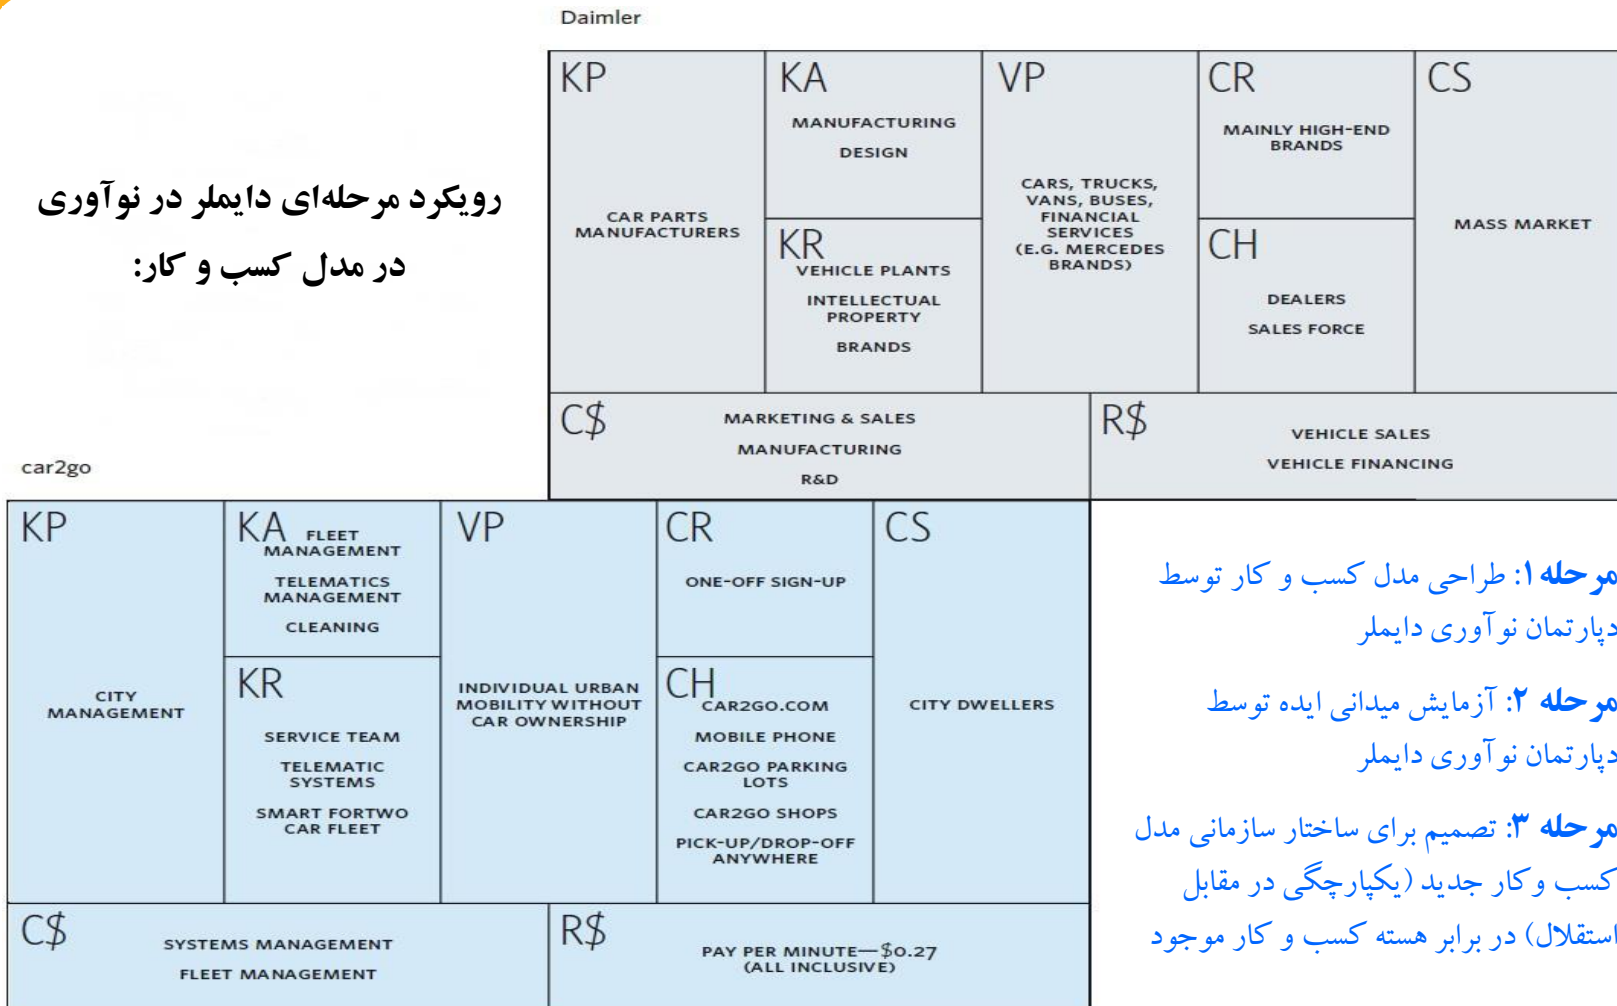 Daimler
رویکرد مرحله‌ای دایملر در نوآوری
در مدل کسب و کار:
KP
CAR PARTS
MANUFACTURERS
KA
MANUFACTURING
DESIGN
KR
VEHICLE PLANTS
INTELLECTUAL
PROPERTY
BRANDS
VP
CARS, TRUCKS,
VANS, BUSES,
FINANCIAL
SERVICES
(E.G. MERCEDES
BRANDS)
CR
MAINLY HIGH-END
BRANDS
CH
DEALERS
SALES FORCE
CS
MASS MARKET
C$
MARKETING & SALES
MANUFACTURING
R&D
R$
VEHICLE SALES
VEHICLE FINANCING
car2go
KP
CITY
MANAGEMENT
KA
FLEET
MANAGEMENT
TELEMATICS
MANAGEMENT
CLEANING
KR
SERVICE TEAM
TELEMATIC
SYSTEMS
SMART FORTWO
CAR FLEET
VP
INDIVIDUAL URBAN
MOBILITY WITHOUT
CAR OWNERSHIP
CR
ONE-OFF SIGN-UP
CH
CAR2GO.COM
MOBILE PHONE
CAR2GO PARKING
LOTS
CAR2GO SHOPS
PICK-UP/DROP-OFF
ANYWHERE
CS
CITY DWELLERS
C$
SYSTEMS MANAGEMENT
FLEET MANAGEMENT
R$
PAY PER MINUTE—$0.27
(ALL INCLUSIVE)
مرحله ۱: طراحی مدل کسب و کار توسط
دپارتمان نوآوری دایملر
مرحله ۲: آزمایش میدانی ایده توسط
دپارتمان نوآوری دایملر
مرحله ۳: تصمیم برای ساختار سازمانی مدل
کسب وکار جدید (یکپارچگی در مقابل
استقلال) در برابر هسته کسب و کار موجود